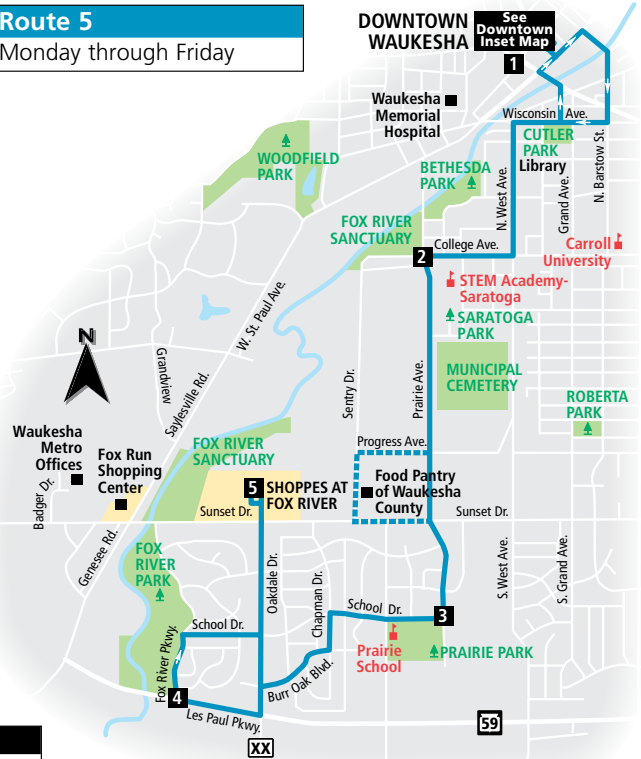 Route 5
Monday through Friday
DOWNTOWN
WAUKESHA
See
Downtown
Inset Map
1
Waukesha
Memorial
Hospital
Wisconsin Ave.
CUTLER
PARK
Library
WOODFIELD
PARK
BETHESDA
PARK
N. West Ave.
Grand Ave.
N. Barstow St.
FOX RIVER
SANCTUARY
2
College Ave.
Carroll
University
STEM Academy-
Saratoga
SARATOGA
PARK
W. St. Paul Ave.
Grandview
Saylesville Rd.
Sentry Dr.
Prairie Ave.
MUNICIPAL
CEMETERY
ROBERTA
PARK
N
Waukesha
Metro
Offices
Fox Run
Shopping
Center
FOX RIVER
SANCTUARY
Progress Ave.
Badger Dr.
5
SHOPPES AT
FOX RIVER
Food Pantry
of Waukesha
County
Sunset Dr.
Sunset Dr.
Genesee Rd.
FOX
RIVER
PARK
Oakdale Dr.
Chapman Dr.
S. West Ave.
S. Grand Ave.
School Dr.
School Dr.
3
Prairie
School
PRAIRIE PARK
Fox River Pkwy.
4
Burr Oak Blvd.
Les Paul Pkwy.
59
XX